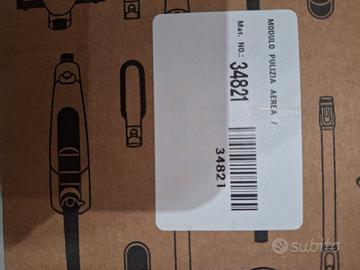 MODULO PULIZIA AEREA 7
Mat. No.: 34821
34821
subito